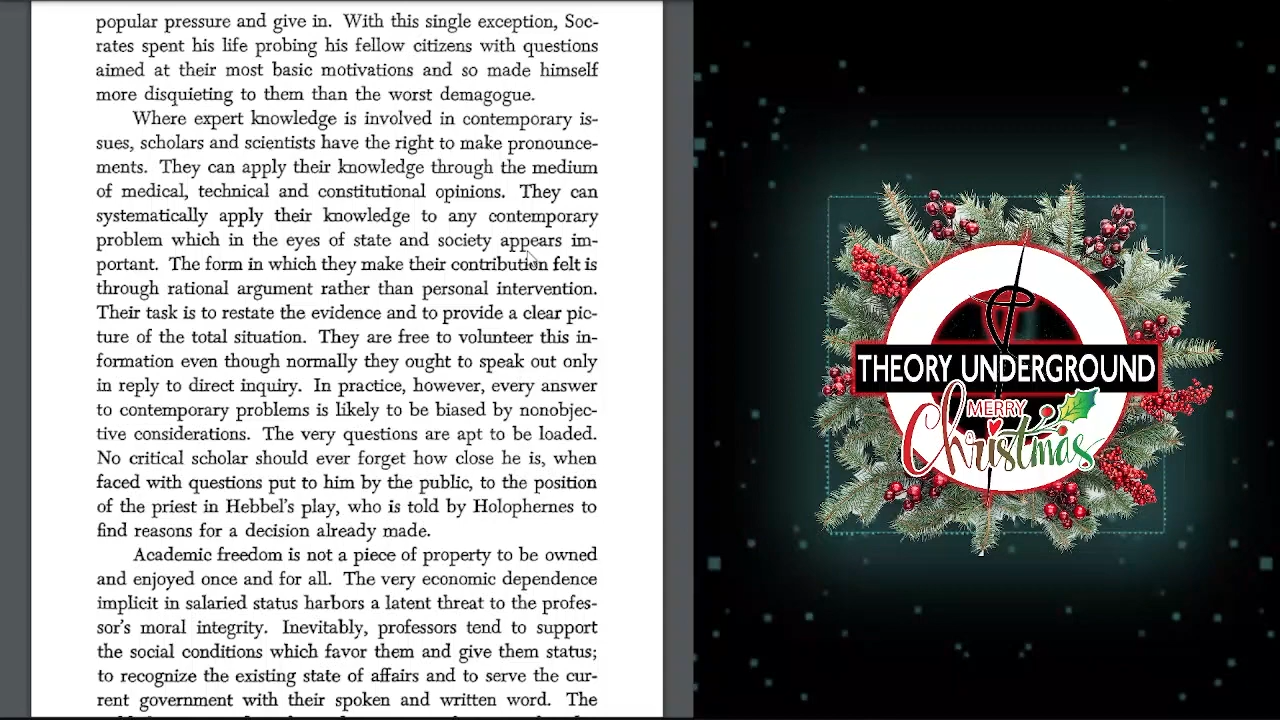 popular pressure and give in. With this single exception, Soc-
rates spent his life probing his fellow citizens with questions
aimed at their most basic motivations and so made himself
more disquieting to them than the worst demagogue.
Where expert knowledge is involved in contemporary is-
sues, scholars and scientists have the right to make pronounce-
ments. They can apply their knowledge through the medium
of medical, technical and constitutional opinions. They can
systematically apply their knowledge to any contemporary
problem which in the eyes of state and society appears im-
portant. The form in which they make their contribution felt is
through rational argument rather than personal intervention.
Their task is to restate the evidence and to provide a clear pic-
ture of the total situation. They are free to volunteer this in-
formation even though normally they ought to speak out only
in reply to direct inquiry. In practice, however, every answer
to contemporary problems is likely to be biased by nonobjec-
tive considerations. The very questions are apt to be loaded.
No critical scholar should ever forget how close he is, when
faced with questions put to him by the public, to the position
of the priest in Hebbel's play, who is told by Holophernes to
find reasons for a decision already made.
Academic freedom is not a piece of property to be owned
and enjoyed once and for all. The very economic dependence
implicit in salaried status harbors a latent threat to the profes-
sor's moral integrity. Inevitably, professors tend to support
the social conditions which favor them and give them status;
to recognize the existing state of affairs and to serve the cur-
rent government with their spoken and written word. The
THEORY UNDERGROUND
MERRY
Christmas